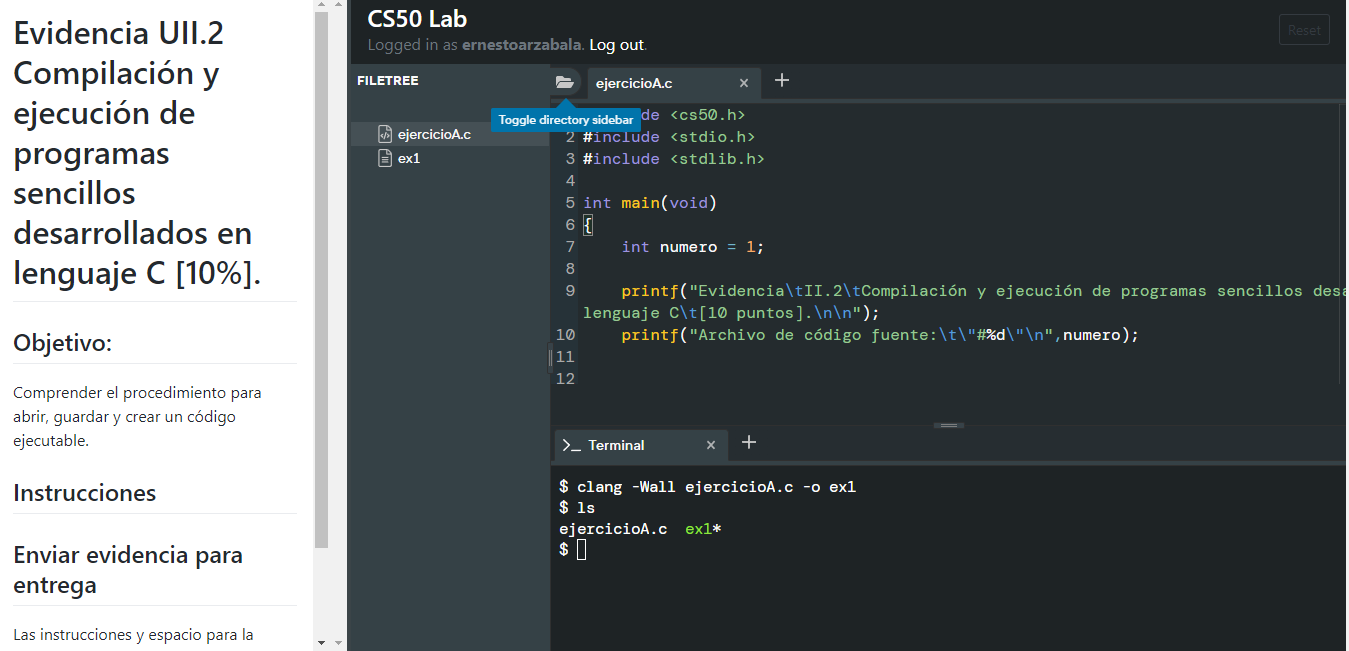 Evidencia UII.2
Compilación y
ejecución de
programas
sencillos
desarrollados en
lenguaje C [10%].
Objetivo:
Comprender el procedimiento para
abrir, guardar y crear un código
ejecutable.
Instrucciones
Enviar evidencia para
entrega
Las instrucciones y espacio para la
CS50 Lab
Logged in as ernestoarzabala. Log out.
Reset
FILETREE
ejercicioA.c
ex1
ejercicioA.c × +
Toggle directory sidebar
de <cs50.h>
2 #include <stdio.h>
3 #include <stdlib.h>
4
5 int main(void)
6 {
7 int numero = 1;
8
9 printf("Evidencia\tII.2\tCompilación y ejecución de programas sencillos desa
lenguaje C\t[10 puntos].\n\n");
10 printf("Archivo de código fuente:\t\"#%d\"\n",numero);
11
12
>_ Terminal × +
$ clang -Wall ejercicioA.c -o ex1
$ ls
ejercicioA.c ex1*
$